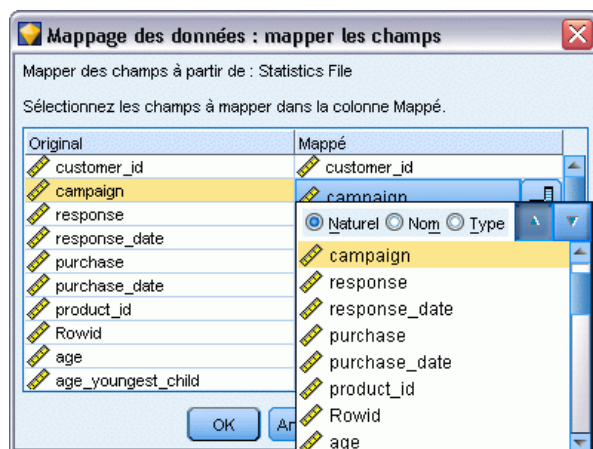 Mappage des données : mapper les champs
Mapper des champs à partir de : Statistics File
Sélectionnez les champs à mapper dans la colonne Mappé.
Original Mappé
customer_id customer_id
campaign campaign
response
response_date
purchase
purchase_date
product_id
Rowid
age
age_youngest_child
Naturel Nom Type
campaign
response
response_date
purchase
purchase_date
product_id
Rowid
age
OK